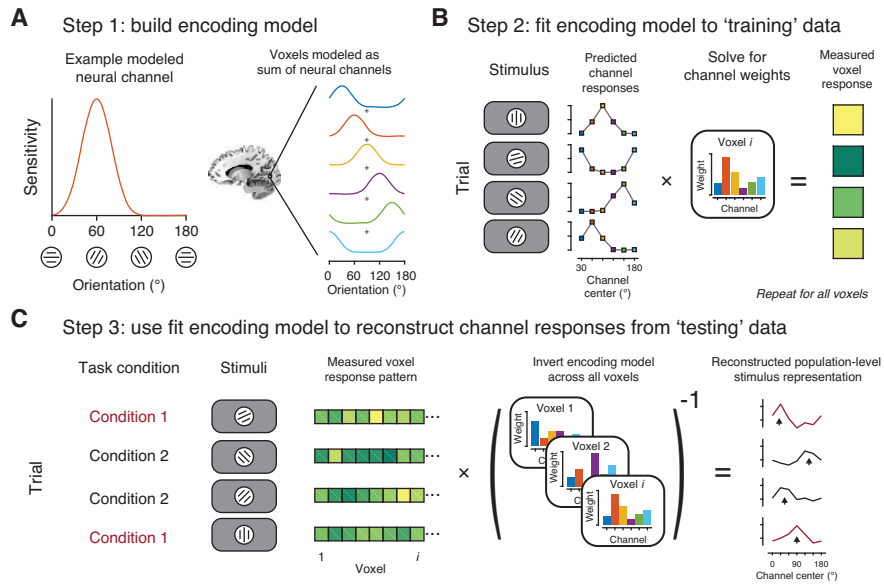 A
Step 1: build encoding model
Example modeled
neural channel
Sensitivity
0
60
120
180
Orientation (°)
Voxels modeled as
sum of neural channels
+
+
+
+
+
0
60
120
180
Orientation (°)
B
Step 2: fit encoding model to ‘training’ data
Stimulus
Predicted
channel
responses
Solve for
channel weights
Measured
voxel
response
Trial
×
Voxel i
Weight
Channel
=
30
180
Channel
center (°)
Repeat for all voxels
C
Step 3: use fit encoding model to reconstruct channel responses from ‘testing’ data
Task condition
Stimuli
Measured voxel
response pattern
Invert encoding model
across all voxels
Reconstructed population-level
stimulus representation
Trial
Condition 1
Condition 2
Condition 2
Condition 1
...
...
...
...
1
i
Voxel
×
(
Voxel 1
Weight
C
Voxel 2
Weight
C
Voxel i
Weight
Channel
)
-1
=
0
90
180
Channel center (°)